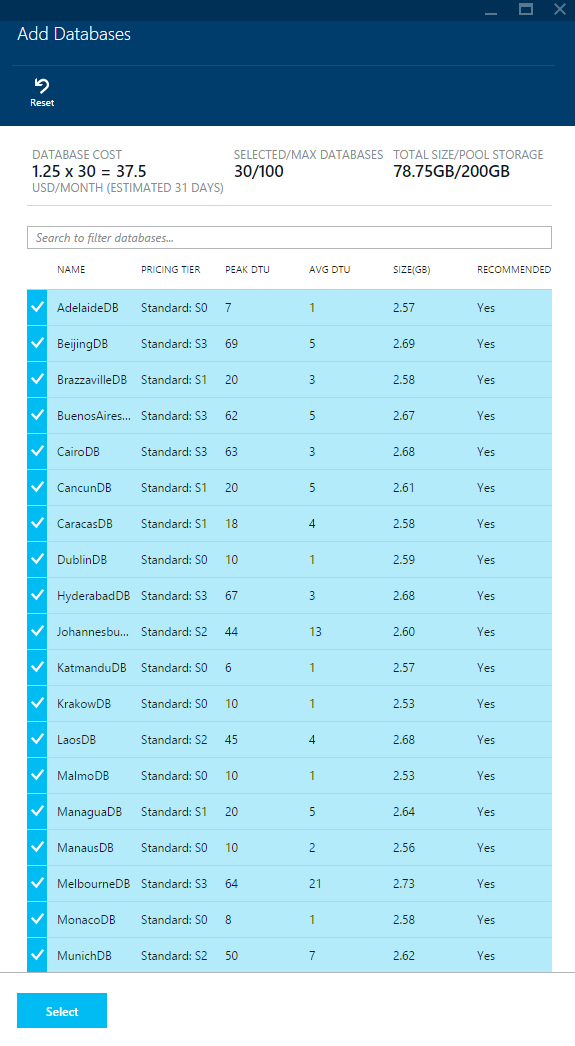 Add Databases
Reset
DATABASE COST SELECTED/MAX DATABASES TOTAL SIZE/POOL STORAGE
1.25 x 30 = 37.5 30/100 78.75GB/200GB
USD/MONTH (ESTIMATED 31 DAYS)
Search to filter databases...
NAME PRICING TIER PEAK DTU AVG DTU SIZE(GB) RECOMMENDED
AdelaideDB Standard: S0 7 1 2.57 Yes
BeijingDB Standard: S3 69 5 2.69 Yes
BrazzavilleDB Standard: S1 20 3 2.58 Yes
BuenosAires... Standard: S3 62 5 2.67 Yes
CairoDB Standard: S3 63 3 2.68 Yes
CancunDB Standard: S1 20 5 2.61 Yes
CaracasDB Standard: S1 18 4 2.58 Yes
DublinDB Standard: S0 10 1 2.59 Yes
HyderabadDB Standard: S3 67 3 2.68 Yes
Johannesbu... Standard: S2 44 13 2.60 Yes
KatmanduDB Standard: S0 6 1 2.57 Yes
KrakowDB Standard: S0 10 1 2.53 Yes
LaosDB Standard: S2 45 4 2.68 Yes
MalmoDB Standard: S0 10 1 2.53 Yes
ManaguaDB Standard: S1 20 5 2.64 Yes
ManausDB Standard: S0 10 2 2.56 Yes
MelbourneDB Standard: S3 64 21 2.73 Yes
MonacoDB Standard: S0 8 1 2.58 Yes
MunichDB Standard: S2 50 7 2.62 Yes
Select